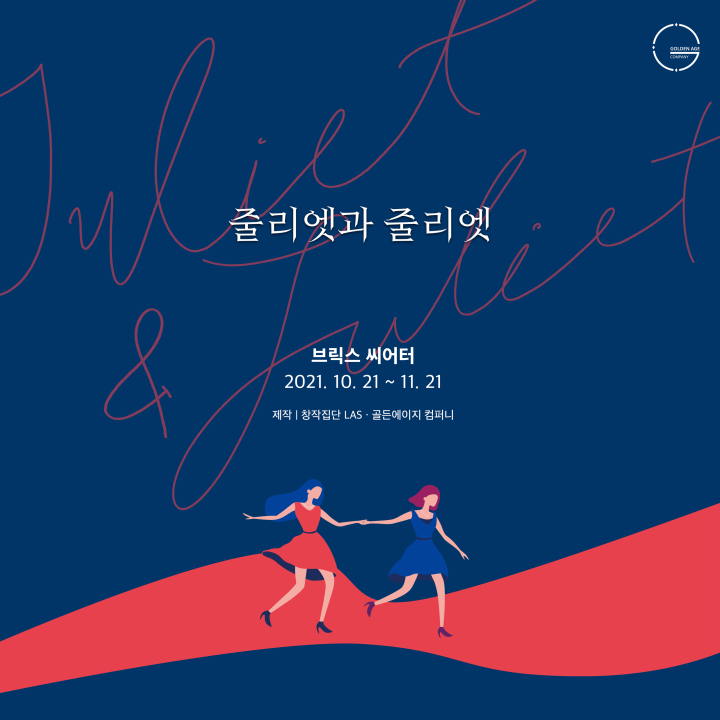 GOLDEN AGE
COMPANY
Juliet
& Juliet
줄리엣과 줄리엣
브릭스 씨어터
2021. 10. 21 ~ 11. 21
제작 | 창작집단 LAS · 골든에이지 컴퍼니